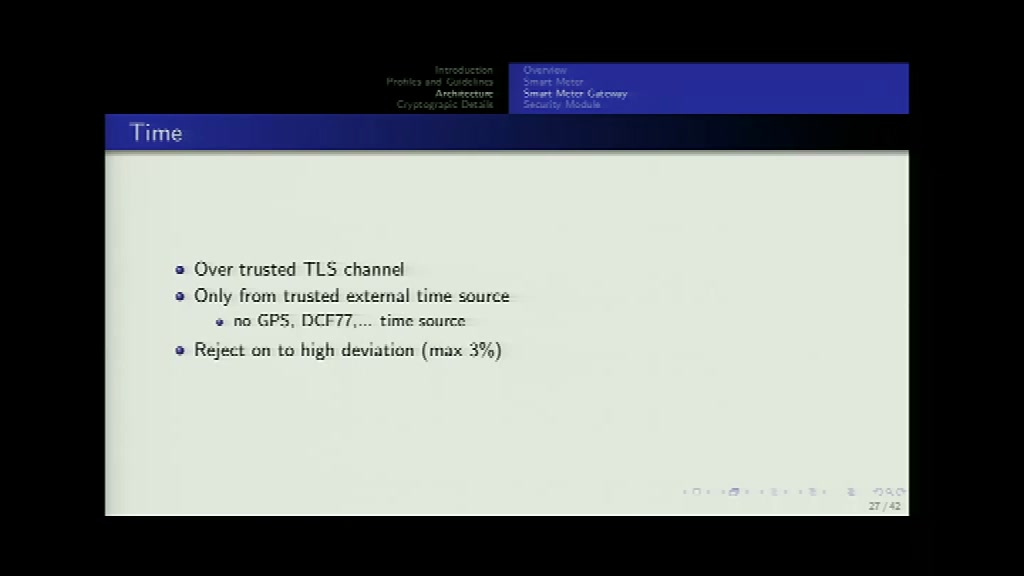 Introduction
Profiles and Guidelines
Architecture
Cryptograpic Details
Overview
Smart Meter
Smart Meter Gateway
Security Module
Time
Over trusted TLS channel
Only from trusted external time source
no GPS, DCF77,... time source
Reject on to high deviation (max 3%)
27 / 42